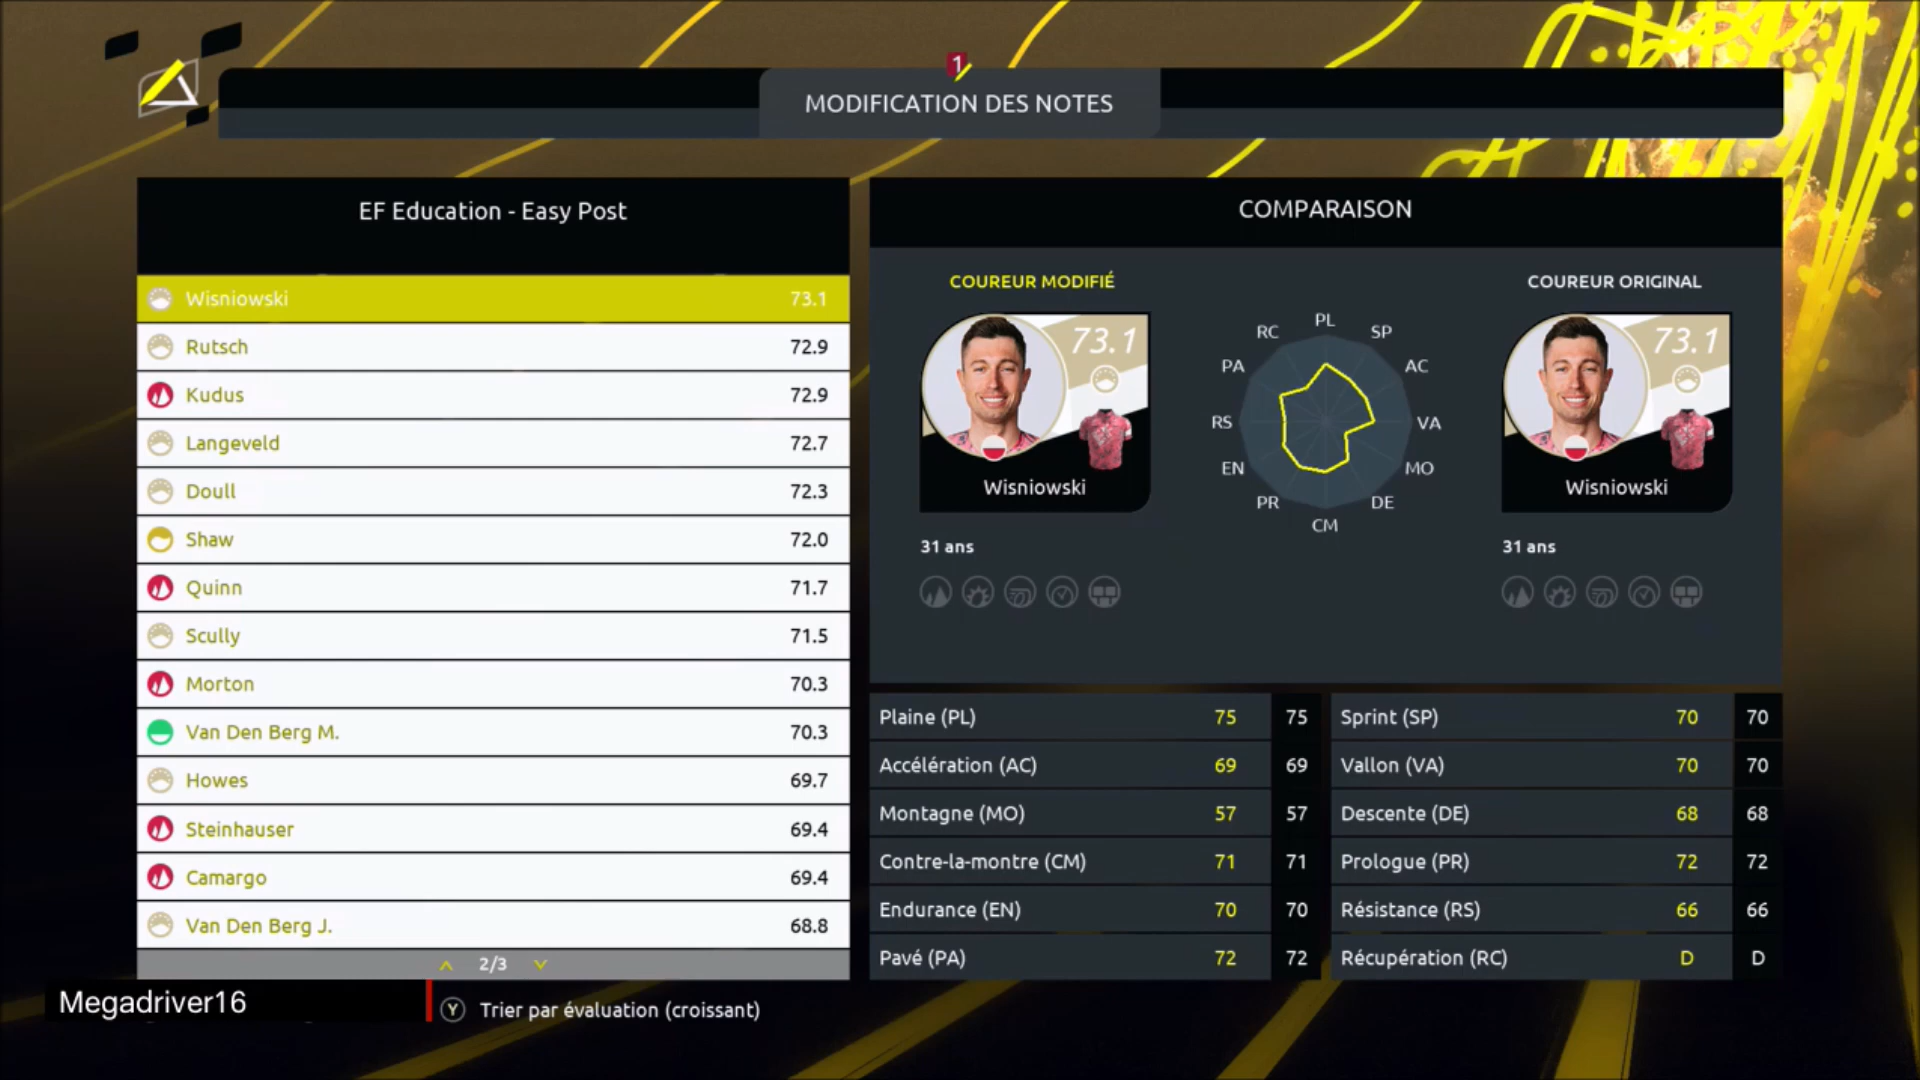 1
MODIFICATION DES NOTES
EF Education - Easy Post
Wisniowski 73.1
Rutsch 72.9
Kudus 72.9
Langeveld 72.7
Doull 72.3
Shaw 72.0
Quinn 71.7
Scully 71.5
Morton 70.3
Van Den Berg M. 70.3
Howes 69.7
Steinhauser 69.4
Camargo 69.4
Van Den Berg J. 68.8
2/3
Megadriver16
Y Trier par évaluation (croissant)
COMPARAISON
COUREUR MODIFIÉ
73.1
Wisniowski
31 ans
PL
SP
AC
VA
MO
DE
CM
PR
EN
RS
PA
RC
COUREUR ORIGINAL
73.1
Wisniowski
31 ans
Plaine (PL) 75 75 Sprint (SP) 70 70
Accélération (AC) 69 69 Vallon (VA) 70 70
Montagne (MO) 57 57 Descente (DE) 68 68
Contre-la-montre (CM) 71 71 Prologue (PR) 72 72
Endurance (EN) 70 70 Résistance (RS) 66 66
Pavé (PA) 72 72 Récupération (RC) D D